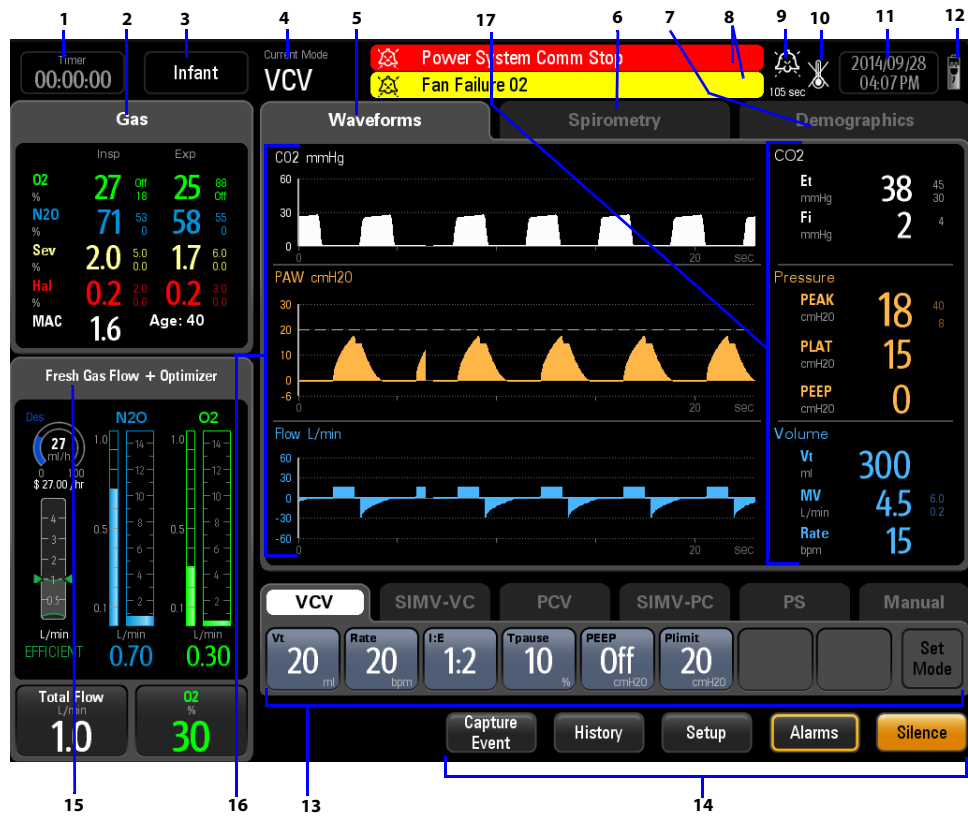 1 2 3 4 5 17 6 7 8 9 10 11 12
Timer
00:00:00
Infant
Current Mode
VCV
Power System Comm Stop
Fan Failure 02
105 sec
2014/09/28
04:07 PM
Gas
Insp Exp
O2 % 27 Off 18 25 88 Off
N2O % 71 53 0 58 55 0
Sev % 2.0 5.0 0.0 1.7 6.0 0.0
Hal % 0.2 2.0 0.0 0.2 3.0 0.0
MAC 1.6 Age: 40
Waveforms Spirometry Demographics
CO2 mmHg
60
30
0
0 20 sec
PAW cmH2O
30
20
10
0
-6
0 20 sec
Flow L/min
60
30
0
-30
-60
0 20 sec
CO2
Et mmHg 38 45 30
Fi mmHg 2 4
Pressure
PEAK cmH2O 18 40 8
PLAT cmH2O 15
PEEP cmH2O 0
Volume
Vt ml 300
MV L/min 4.5 6.0 0.2
Rate bpm 15
Fresh Gas Flow + Optimizer
Des
27
ml/h
0 100
$ 27.00 /hr
4
3
2
1
0.5
L/min
EFFICIENT
N2O
1.0
0.5
0.1
14
12
10
8
6
4
2
L/min
0.70
O2
1.0
0.5
0.1
14
12
10
8
6
4
2
L/min
0.30
Total Flow
L/min
1.0
O2
%
30
VCV SIMV-VC PCV SIMV-PC PS Manual
Vt 20 ml
Rate 20 bpm
I:E 1:2
Tpause 10 %
PEEP Off cmH2O
Plimit 20 cmH2O
Set Mode
Capture Event
History
Setup
Alarms
Silence
15 16 13 14